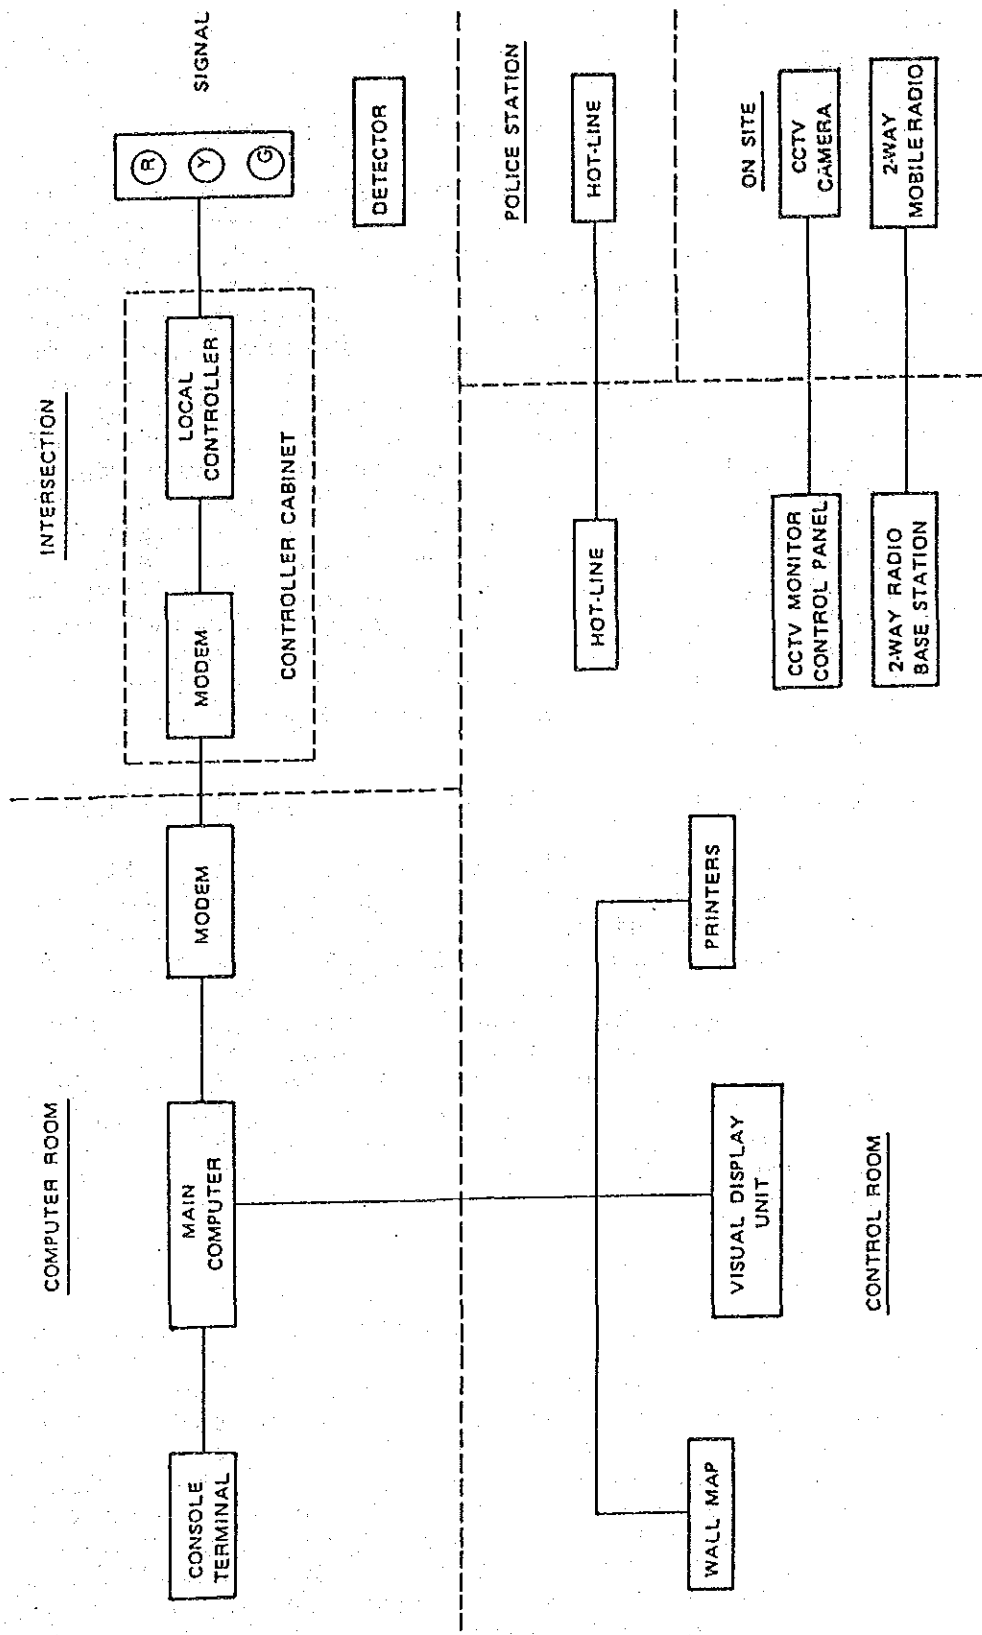 COMPUTER ROOM
INTERSECTION
SIGNAL
CONSOLE
TERMINAL
MAIN
COMPUTER
MODEM
MODEM
LOCAL
CONTROLLER
R
Y
G
CONTROLLER CABINET
DETECTOR
POLICE STATION
HOT-LINE
HOT-LINE
WALL MAP
VISUAL DISPLAY
UNIT
PRINTERS
ON SITE
CCTV MONITOR
CONTROL PANEL
CCTV
CAMERA
CONTROL ROOM
2-WAY RADIO
BASE STATION
2-WAY
MOBILE RADIO